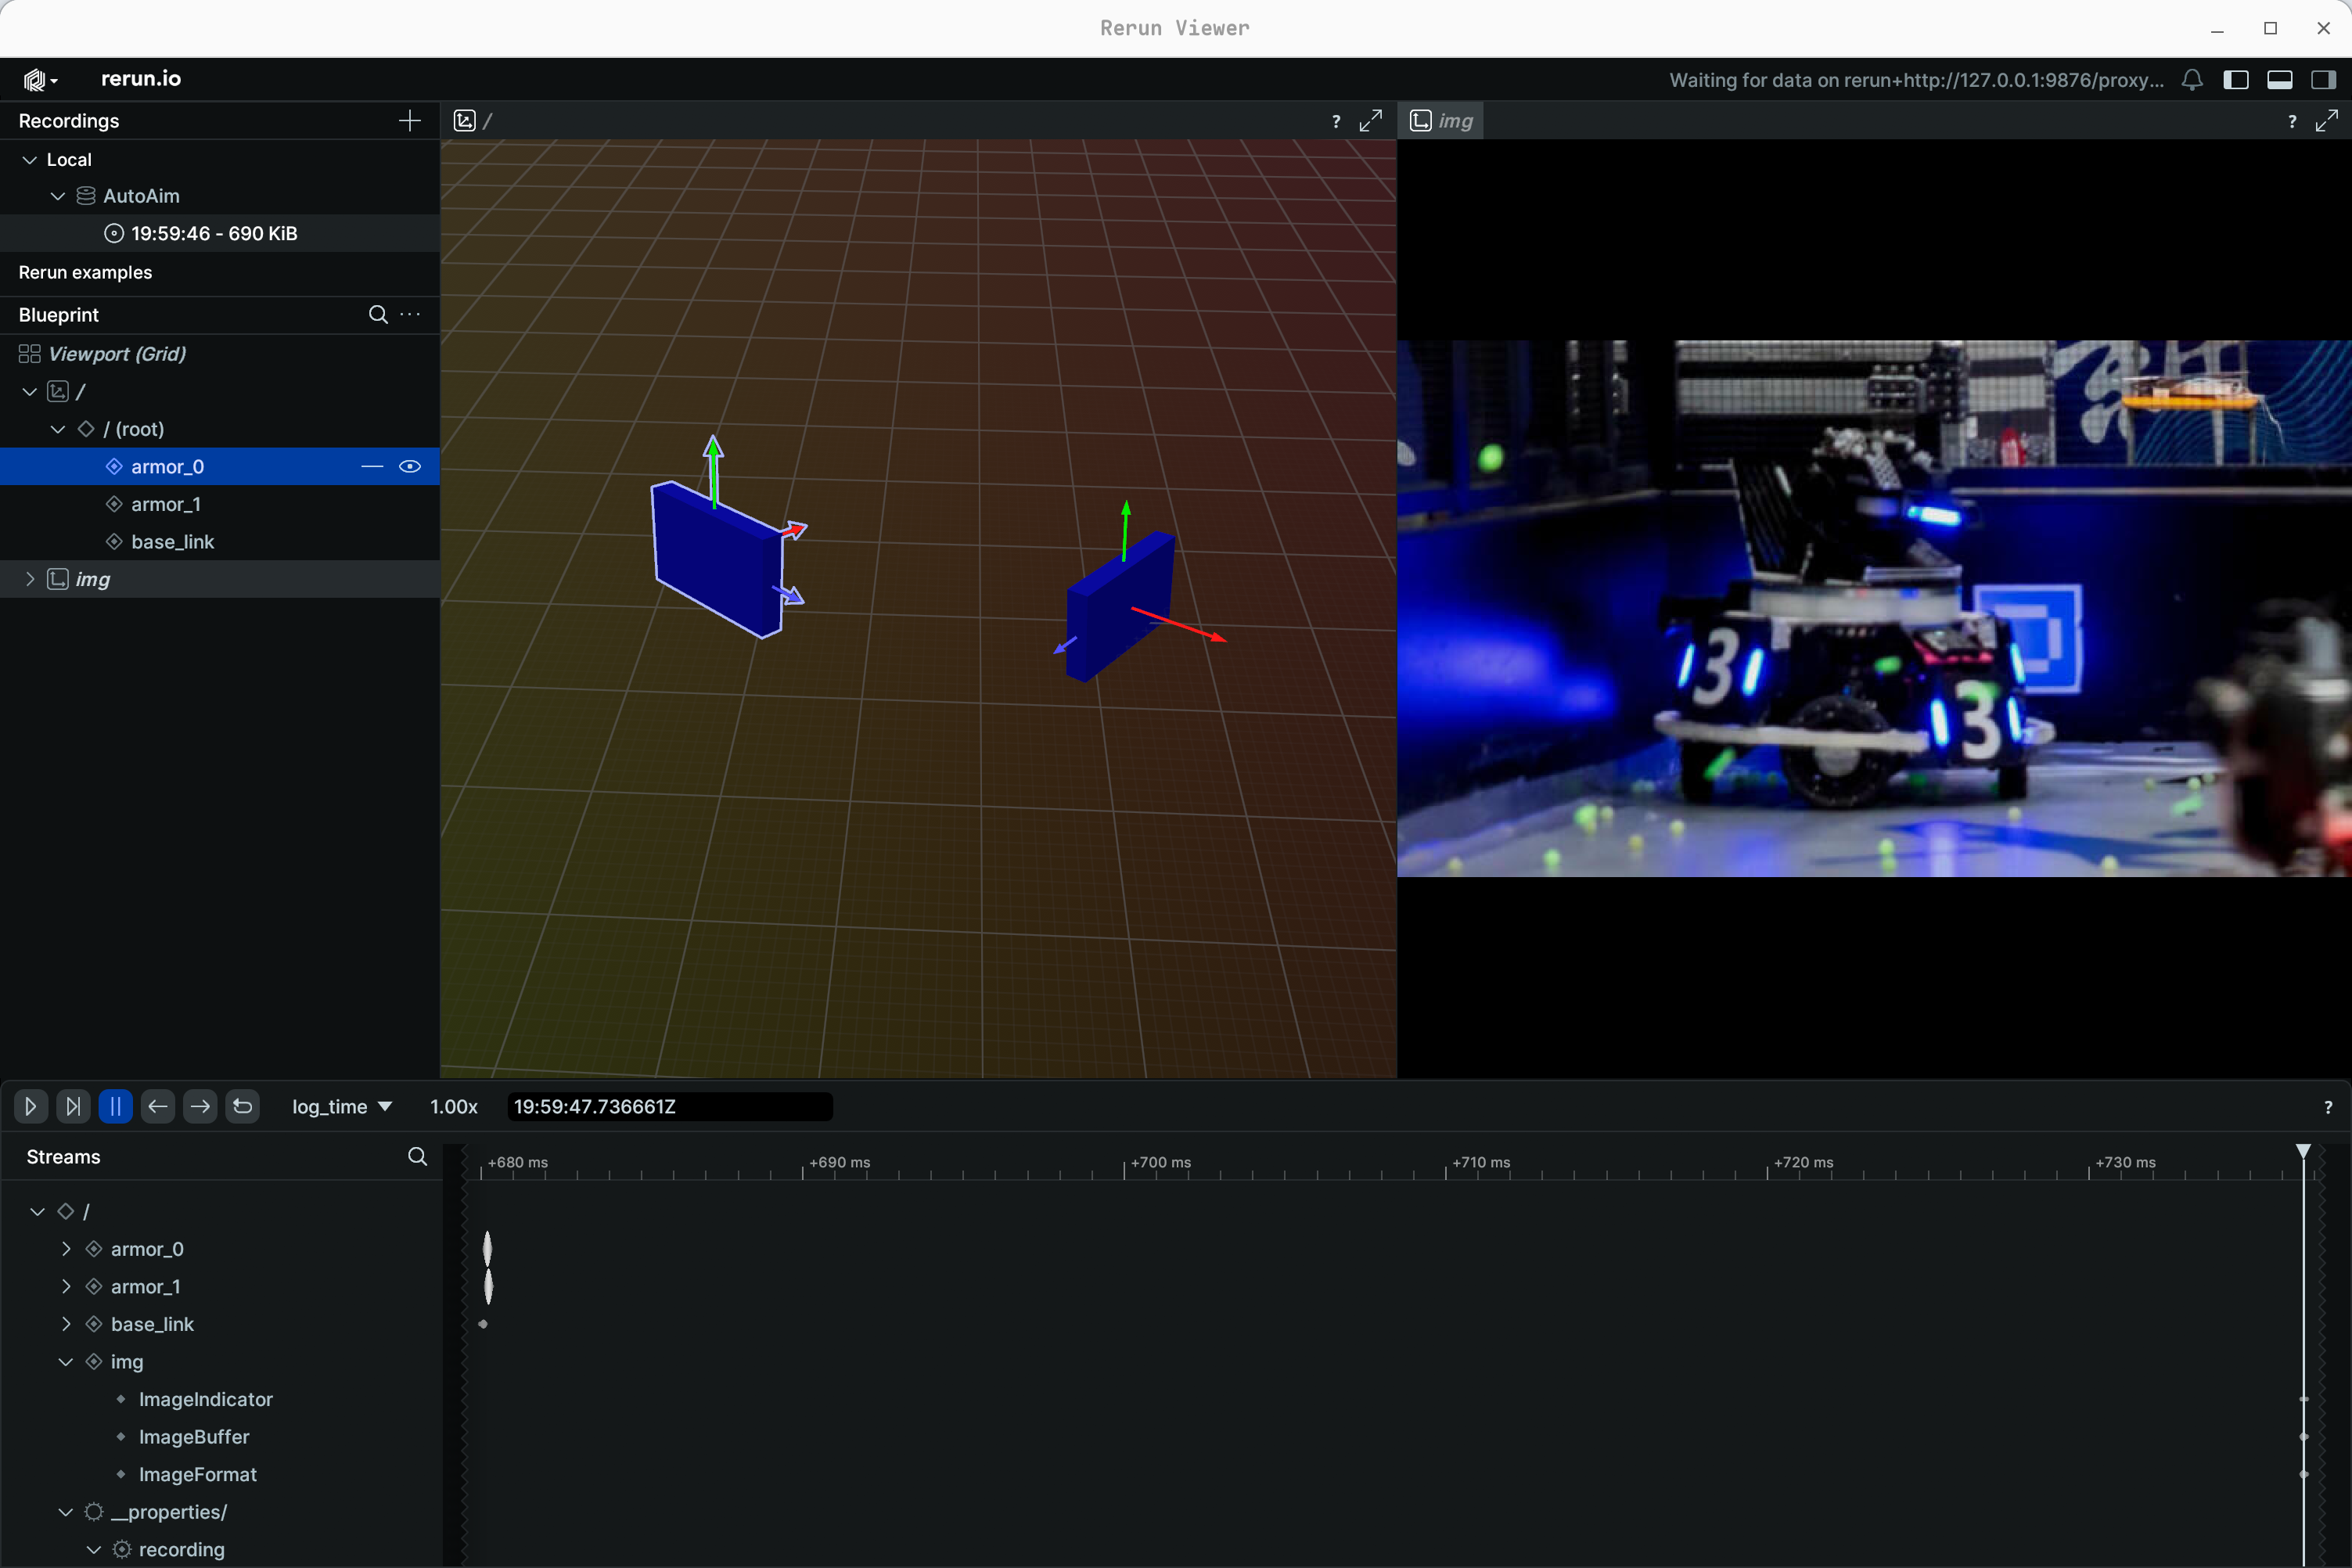 Rerun Viewer
rerun.io
Waiting for data on rerun+http://127.0.0.1:9876/proxy...
Recordings
/
?
img
?
Local
AutoAim
19:59:46 - 690 KiB
Rerun examples
Blueprint
Viewport (Grid)
/
/ (root)
armor_0
armor_1
base_link
img
3
3
log_time
1.00x
19:59:47.736661Z
?
Streams
+680 ms
+690 ms
+700 ms
+710 ms
+720 ms
+730 ms
/
armor_0
armor_1
base_link
img
ImageIndicator
ImageBuffer
ImageFormat
__properties/
recording